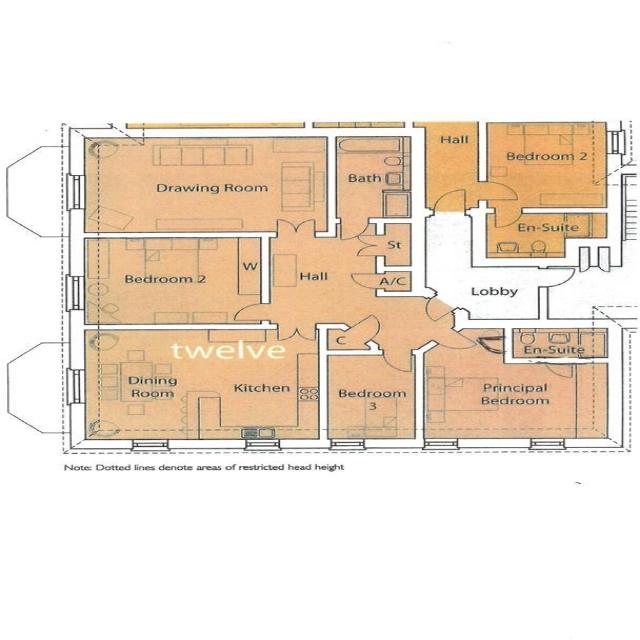 Hall
Bedroom 2
Drawing Room
Bath
En-Suite
St
Bedroom 2
W
Hall
A/C
Lobby
C
twelve
En-Suite
Dining
Room
Kitchen
Bedroom
3
Principal
Bedroom
Note: Dotted lines denote areas of restricted head height